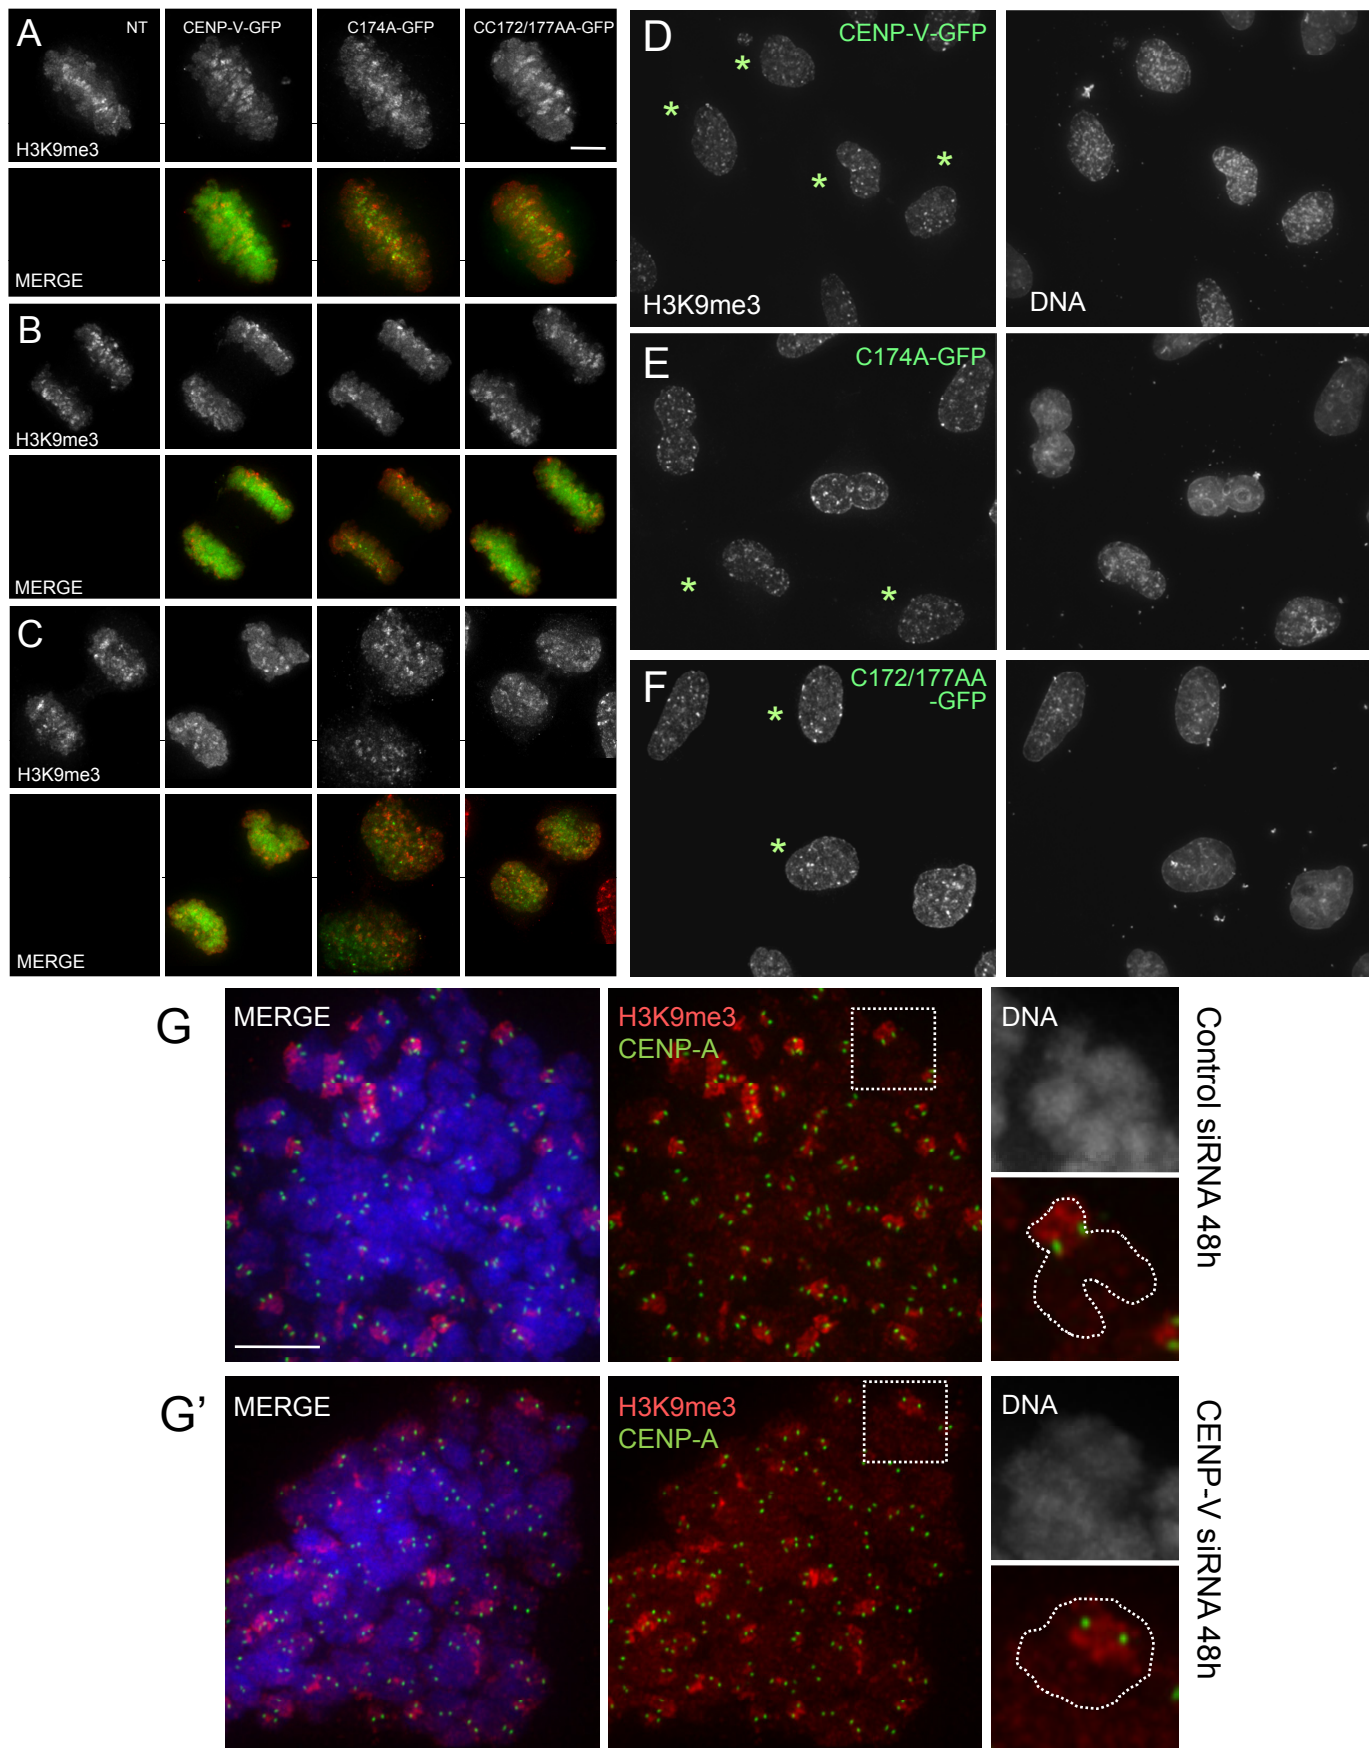 A
NT
CENP-V-GFP
C174A-GFP
CC172/177AA-GFP
H3K9me3
MERGE
B
H3K9me3
MERGE
C
H3K9me3
MERGE
D
CENP-V-GFP
H3K9me3
DNA
E
C174A-GFP
F
C172/177AA
-GFP
G
MERGE
H3K9me3
CENP-A
DNA
Control siRNA 48h
G’
MERGE
H3K9me3
CENP-A
DNA
CENP-V siRNA 48h